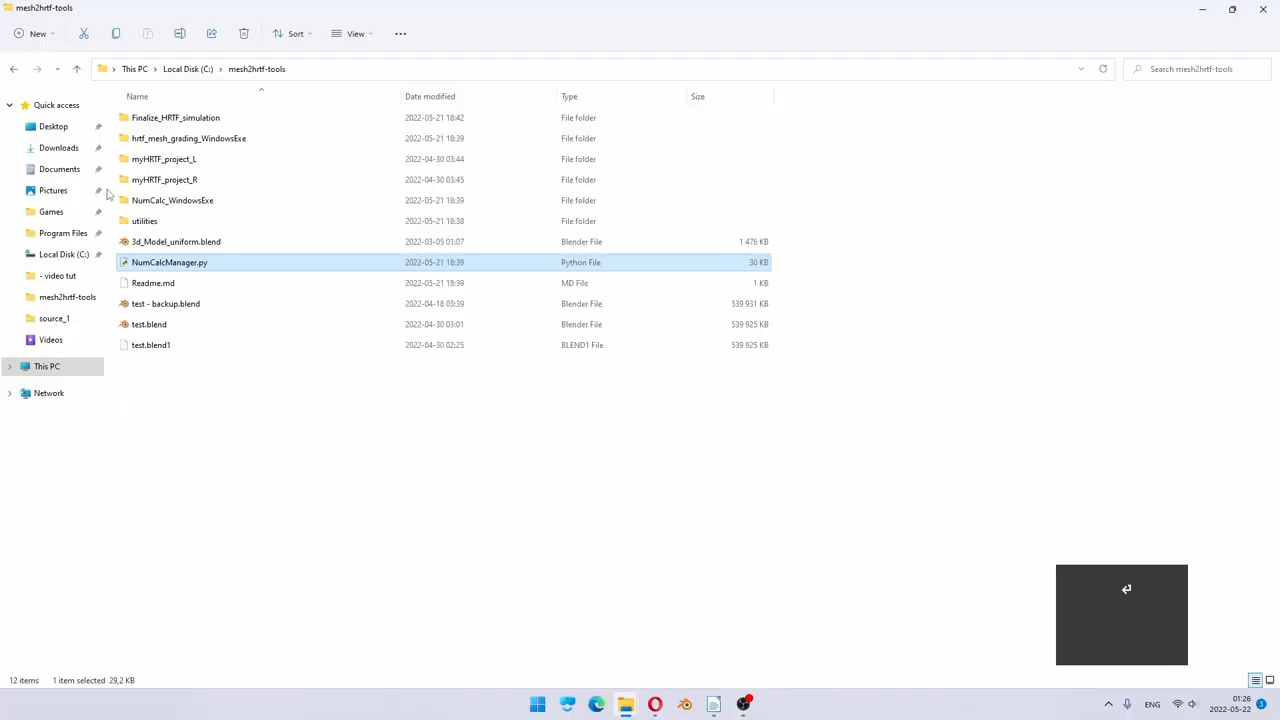 mesh2hrtf-tools
New
Sort
View
This PC > Local Disk (C:) > mesh2hrtf-tools
Search mesh2hrtf-tools
Name Date modified Type Size
Quick access
Desktop
Downloads
Documents
Pictures
Games
Program Files
Local Disk (C:)
- video tut
mesh2hrtf-tools
source_1
Videos
This PC
Network
Finalize_HRTF_simulation 2022-05-21 18:42 File folder
hrtf_mesh_grading_WindowsExe 2022-05-21 18:39 File folder
myHRTF_project_L 2022-04-30 03:44 File folder
myHRTF_project_R 2022-04-30 03:45 File folder
NumCalc_WindowsExe 2022-05-21 18:39 File folder
utilities 2022-05-21 18:38 File folder
3d_Model_uniform.blend 2022-03-05 01:07 Blender File 1 476 KB
NumCalcManager.py 2022-05-21 18:39 Python File 30 KB
Readme.md 2022-05-21 18:39 MD File 1 KB
test - backup.blend 2022-04-18 03:39 Blender File 539 931 KB
test.blend 2022-04-30 03:01 Blender File 539 925 KB
test.blend1 2022-04-30 02:25 BLEND1 File 539 925 KB
12 items 1 item selected 29,2 KB
ENG
01:26
2022-05-22
3